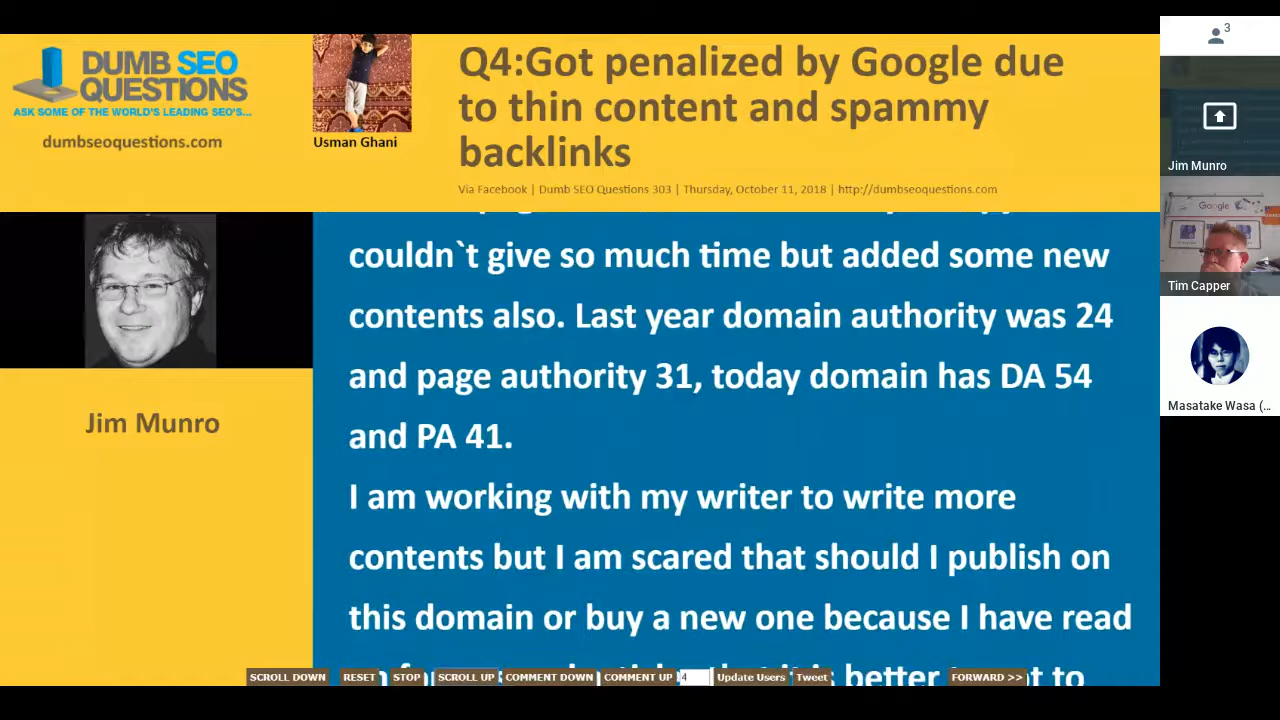 DUMB SEO
QUESTIONS
ASK SOME OF THE WORLD'S LEADING SEO'S...
dumbseoquestions.com
Usman Ghani
Q4:Got penalized by Google due
to thin content and spammy
backlinks
Via Facebook | Dumb SEO Questions 303 | Thursday, October 11, 2018 | http://dumbseoquestions.com
Jim Munro
couldn`t give so much time but added some new
contents also. Last year domain authority was 24
and page authority 31, today domain has DA 54
and PA 41.
I am working with my writer to write more
contents but I am scared that should I publish on
this domain or buy a new one because I have read
better
to
SCROLL DOWN RESET STOP SCROLL UP COMMENT DOWN COMMENT UP 4 Update Users Tweet FORWARD >>
3
Jim Munro
Google
Tim Capper
Masatake Wasa (...